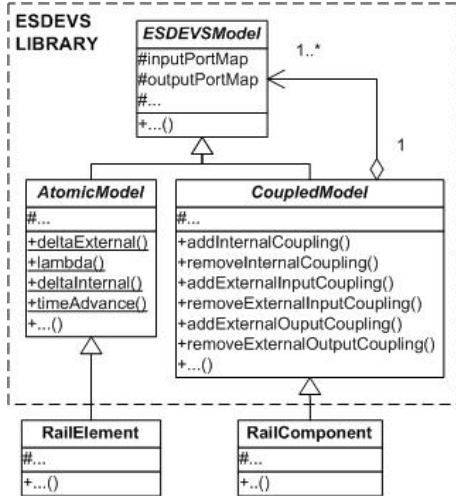 ESDEVS
LIBRARY
ESDEVSModel
#inputPortMap
#outputPortMap
#...
+...()
1..*
1
AtomicModel
#...
+deltaExternal()
+lambda()
+deltaInternal()
+timeAdvance()
+...()
CoupledModel
#...
+addInternalCoupling()
+removeInternalCoupling()
+addExternalInputCoupling()
+removeExternalInputCoupling()
+addExternalOuputCoupling()
+removeExternalOutputCoupling()
+...()
RailElement
#...
+...()
RailComponent
#...
+..()